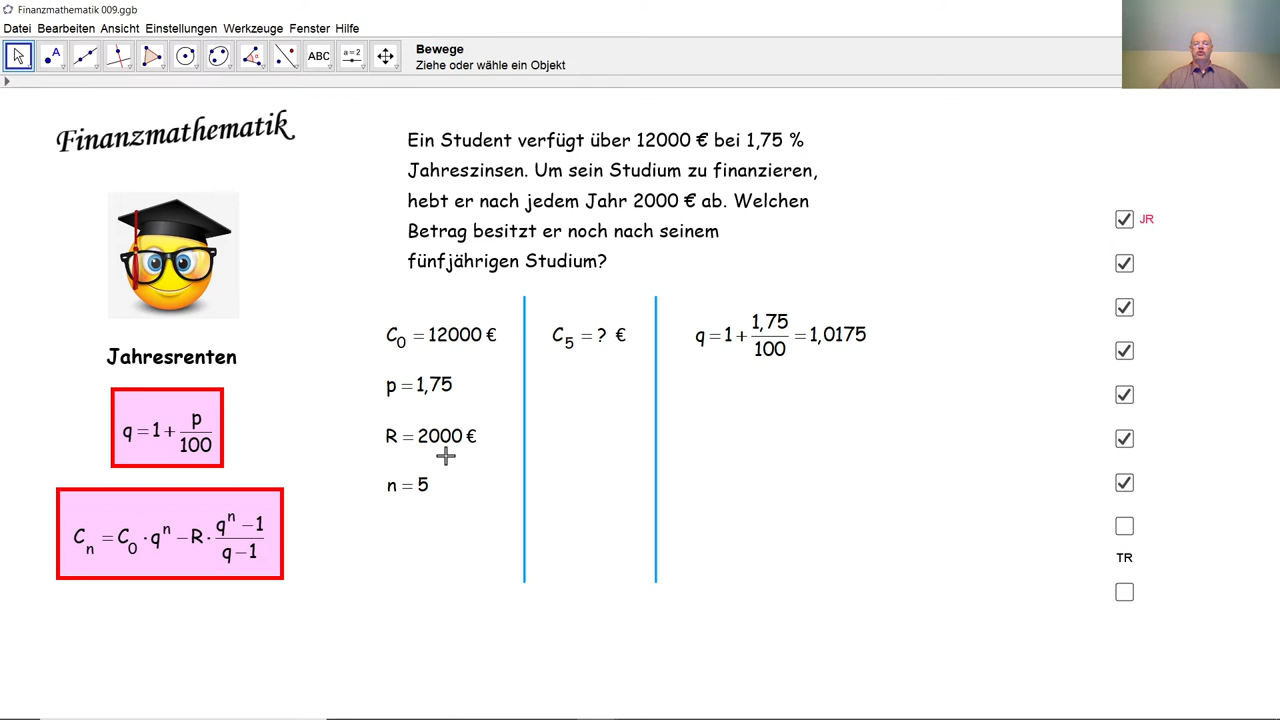 Finanzmathematik 009.ggb
Datei Bearbeiten Ansicht Einstellungen Werkzeuge Fenster Hilfe
A
ABC
a=2
Bewege
Ziehe oder wähle ein Objekt
Finanzmathematik
Ein Student verfügt über 12000 € bei 1,75 %
Jahreszinsen. Um sein Studium zu finanzieren,
hebt er nach jedem Jahr 2000 € ab. Welchen
Betrag besitzt er noch nach seinem
fünfjährigen Studium?
JR
C₀ = 12000 €
C₅ = ? €
q = 1 + 1,75/100 = 1,0175
Jahresrenten
p = 1,75
q = 1 + p/100
R = 2000 €
n = 5
Cₙ = C₀ · qⁿ − R · (qⁿ − 1)/(q − 1)
TR